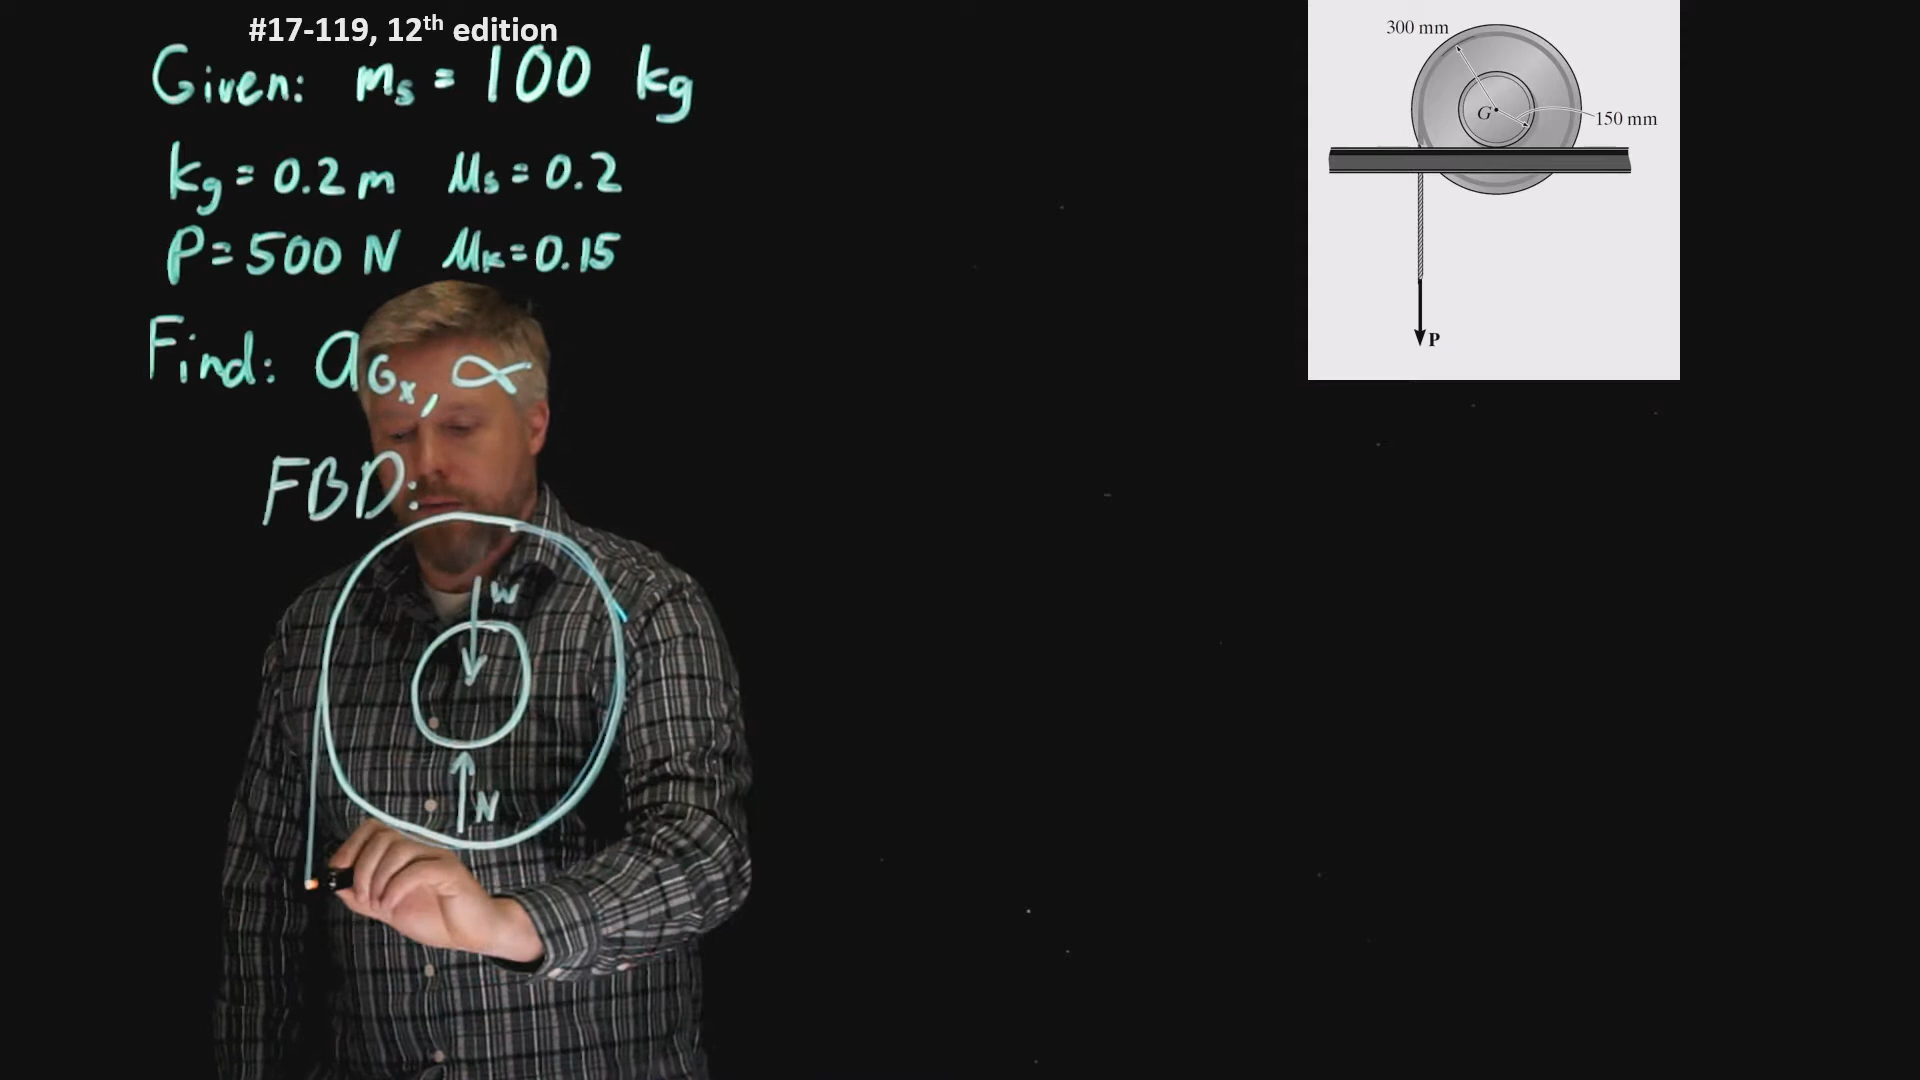 #17-119, 12th edition
Given: ms = 100 kg
kg = 0.2 m μs = 0.2
P = 500 N μk = 0.15
Find: aGx, α
FBD:
W
N
300 mm
G
150 mm
P